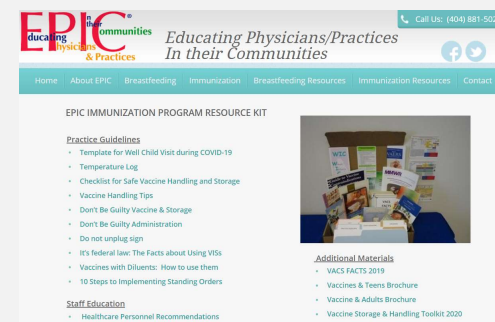 EPIC
ducating
hysicians
in
their
ommunities
& Practices
Educating Physicians/Practices
In their Communities
Call Us: (404) 881-502
Home About EPIC Breastfeeding Immunization Breastfeeding Resources Immunization Resources Contact
EPIC IMMUNIZATION PROGRAM RESOURCE KIT
Practice Guidelines
Template for Well Child Visit during COVID-19
Temperature Log
Checklist for Safe Vaccine Handling and Storage
Vaccine Handling Tips
Don't Be Guilty Vaccine & Storage
Don't Be Guilty Administration
Do not unplug sign
It's federal law: The Facts about Using VISs
Vaccines with Diluents: How to use them
10 Steps to Implementing Standing Orders
Staff Education
Healthcare Personnel Recommendations
WIC
MMWR
Additional Materials
VACS FACTS 2019
Vaccines & Teens Brochure
Vaccine & Adults Brochure
Vaccine Storage & Handling Toolkit 2020